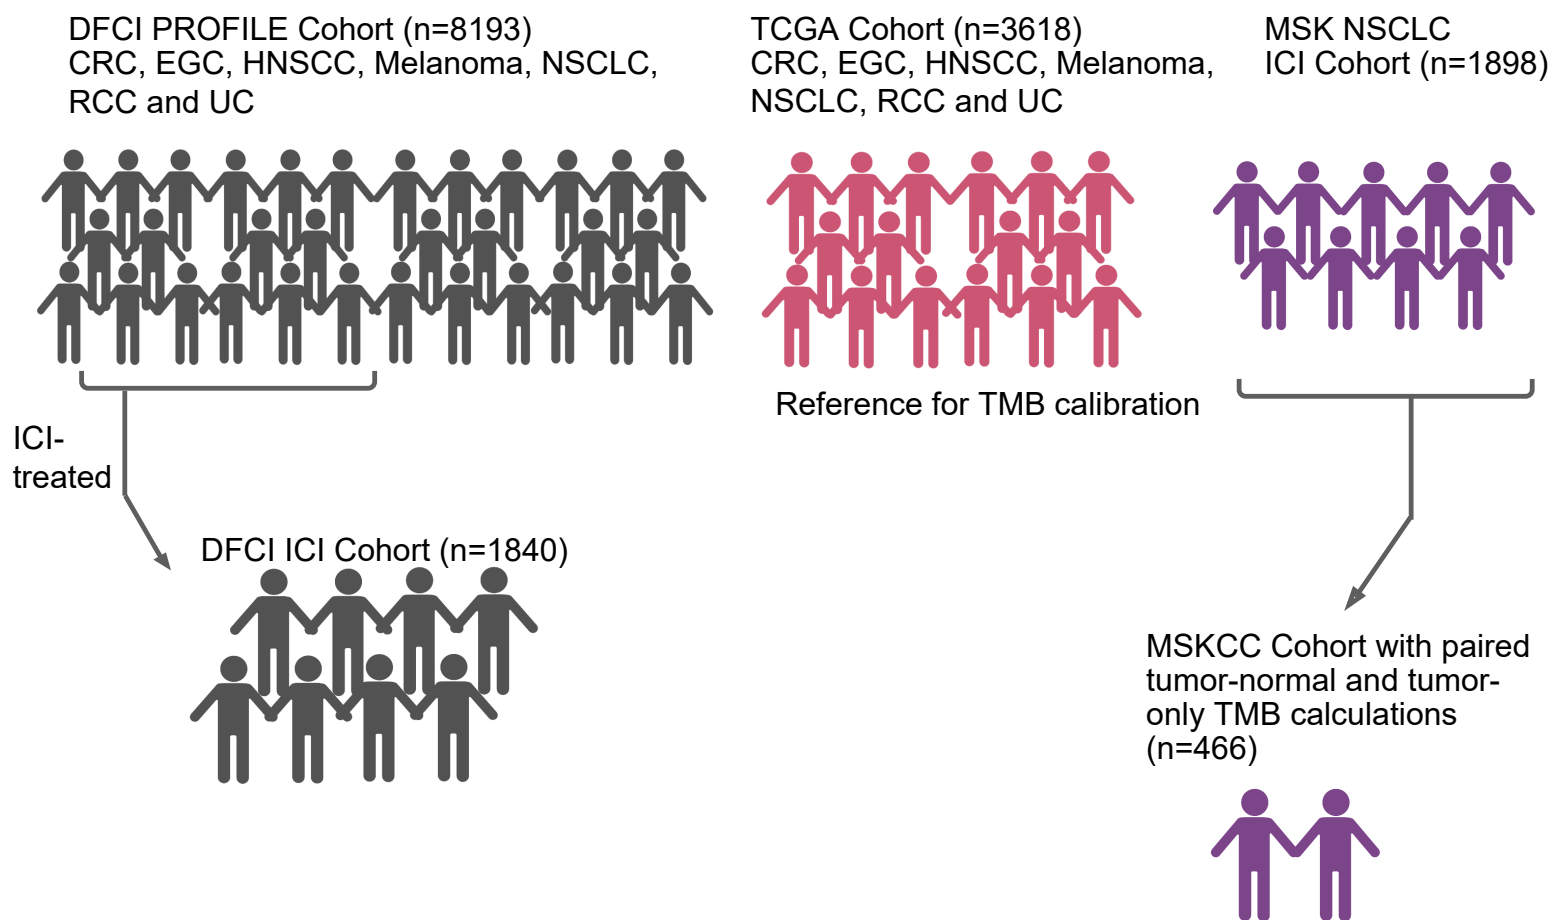 DFCI PROFILE Cohort (n=8193)
CRC, EGC, HNSCC, Melanoma, NSCLC,
RCC and UC
TCGA Cohort (n=3618)
CRC, EGC, HNSCC, Melanoma,
NSCLC, RCC and UC
MSK NSCLC
ICI Cohort (n=1898)
Reference for TMB calibration
ICI-
treated
DFCI ICI Cohort (n=1840)
MSKCC Cohort with paired
tumor-normal and tumor-
only TMB calculations
(n=466)